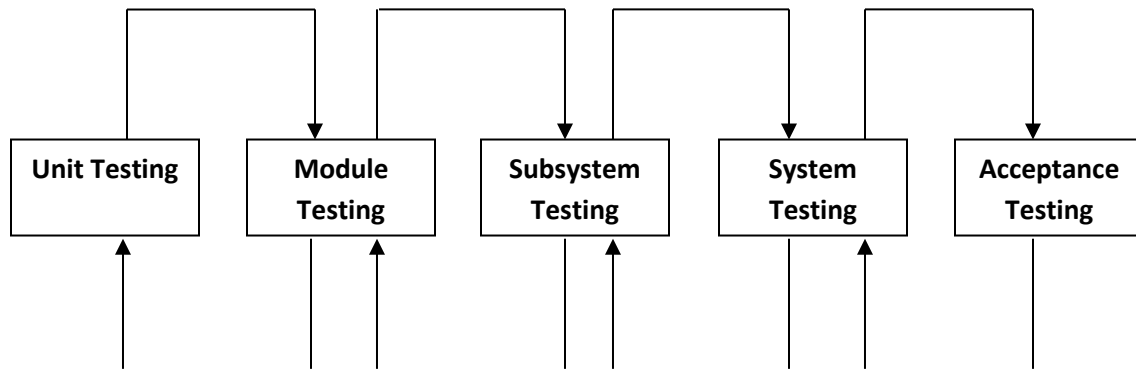 Unit Testing
Module
Testing
Subsystem
Testing
System
Testing
Acceptance
Testing